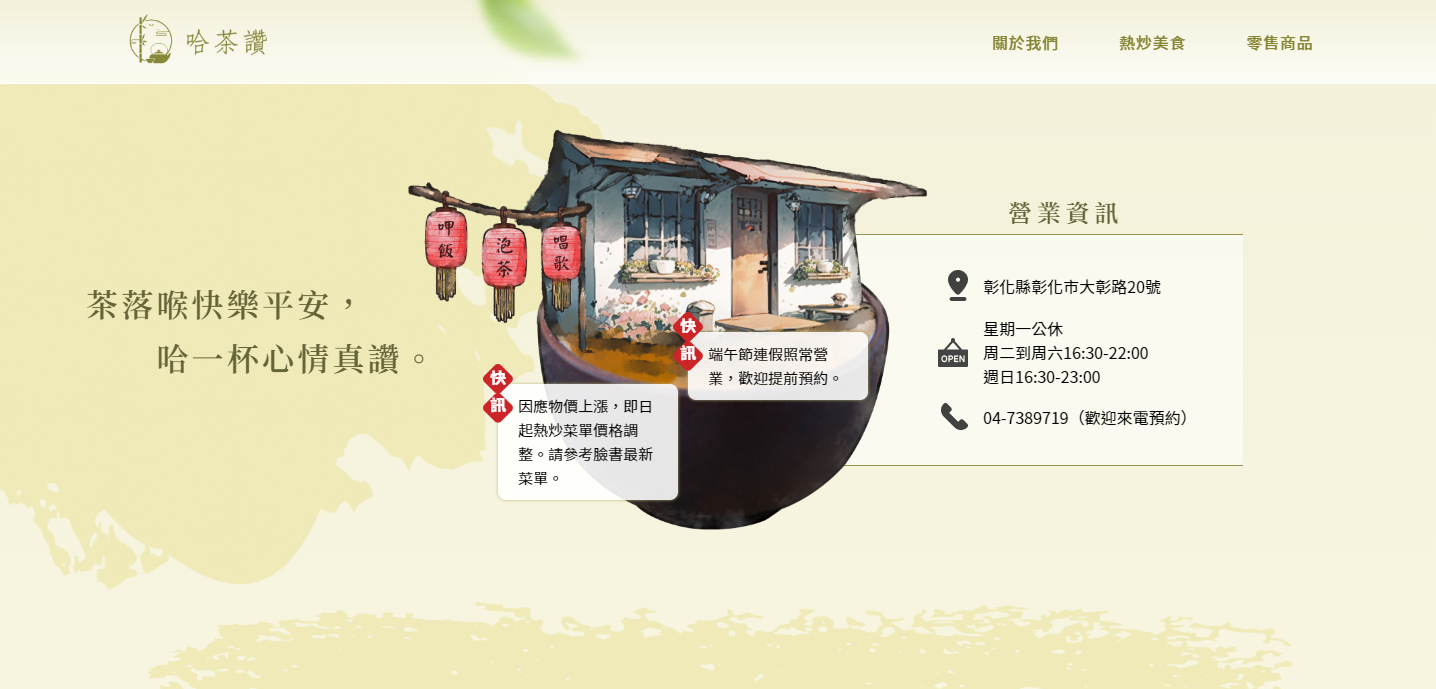 哈茶讚
關於我們
熱炒美食
零售商品
茶落喉快樂平安，
哈一杯心情真讚。
呷飯
泡茶
唱歌
快訊
端午節連假照常營
業，歡迎提前預約。
快訊
因應物價上漲，即日
起熱炒菜單價格調
整。請參考臉書最新
菜單。
營業資訊
彰化縣彰化市大彰路20號
OPEN
星期一公休
周二到周六16:30-22:00
週日16:30-23:00
04-7389719（歡迎來電預約）